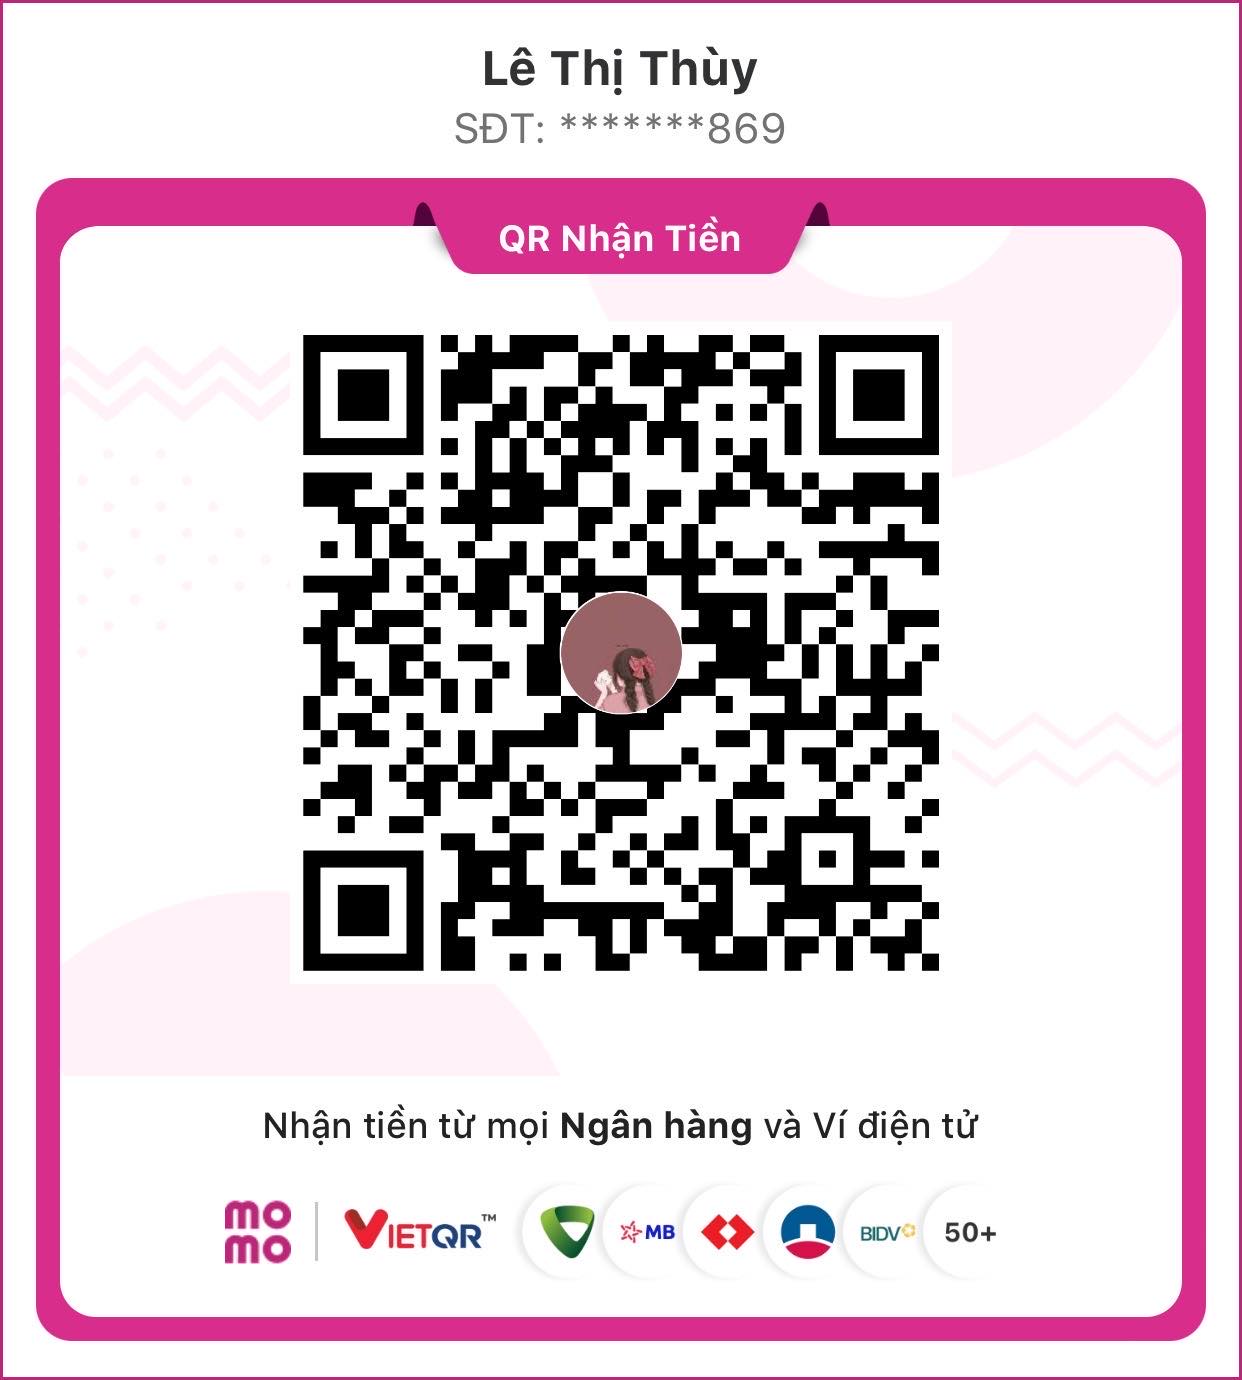 Lê Thị Thùy
SĐT: *******869
QR Nhận Tiền
Nhận tiền từ mọi Ngân hàng và Ví điện tử
mo
mo
VIETQR™
MB
BIDV
50+